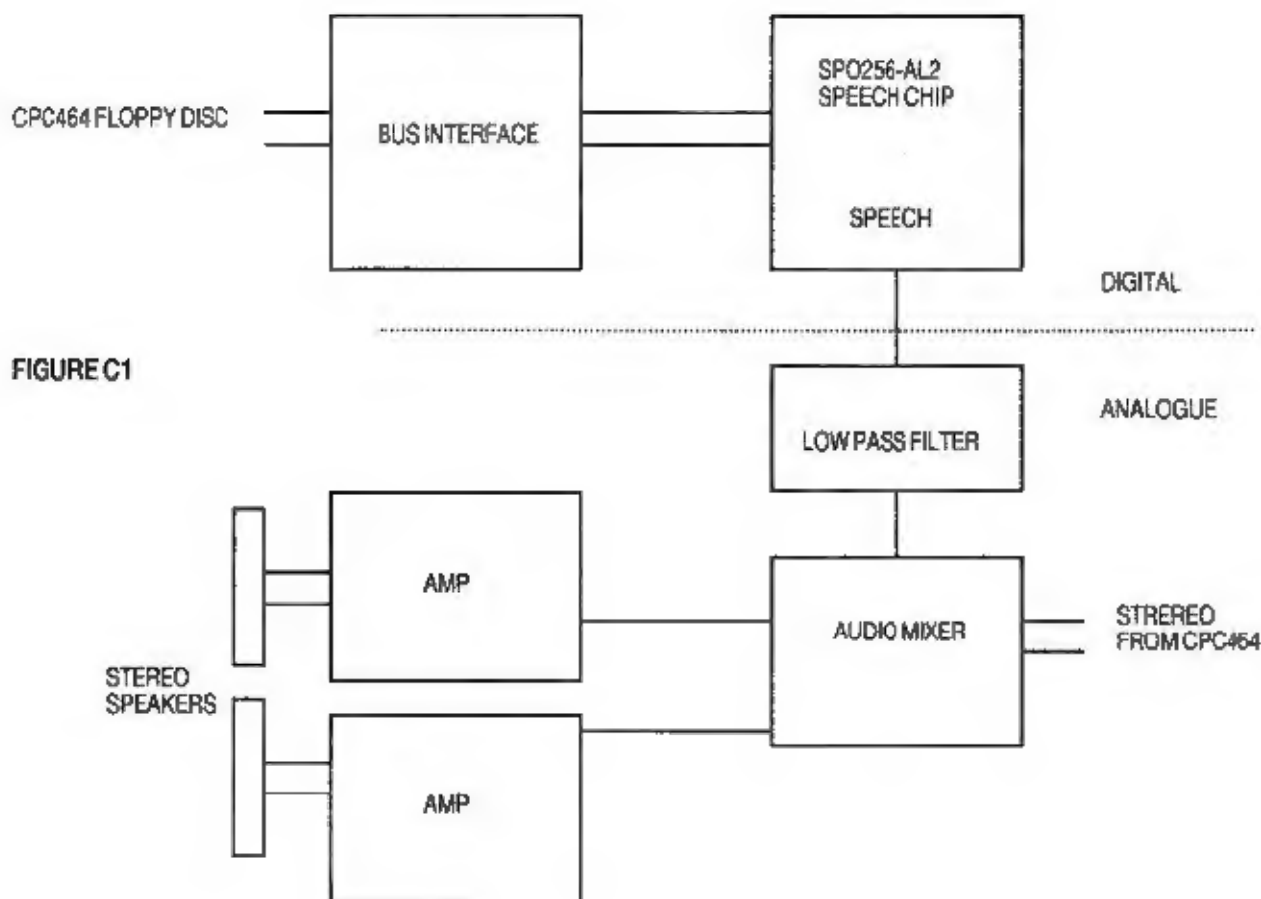 CPC464 FLOPPY DISC
BUS INTERFACE
SPO256-AL2
SPEECH CHIP
SPEECH
DIGITAL
FIGURE C1
ANALOGUE
LOW PASS FILTER
AMP
AUDIO MIXER
STREREO
FROM CPC464
STEREO
SPEAKERS
AMP